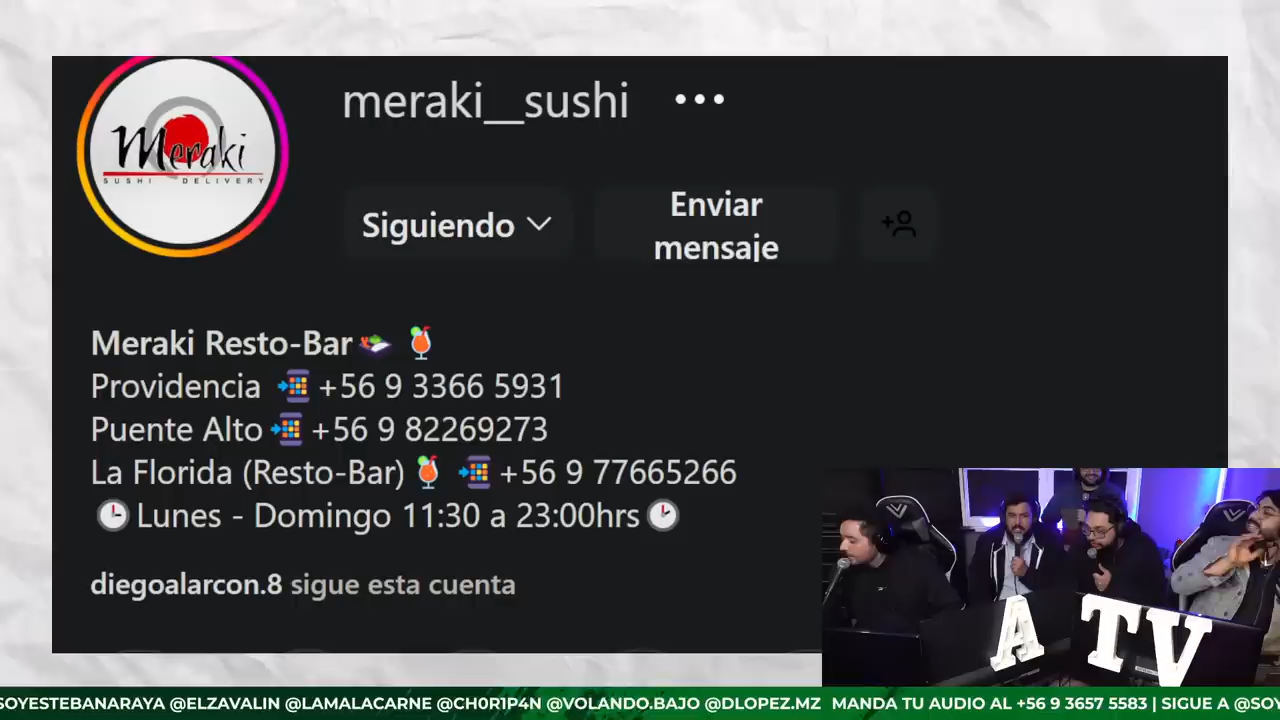 meraki__sushi
Meraki
SUSHI DELIVERY
Siguiendo
Enviar
mensaje
Meraki Resto-Bar
Providencia +56 9 3366 5931
Puente Alto +56 9 82269273
La Florida (Resto-Bar) +56 9 77665266
Lunes - Domingo 11:30 a 23:00hrs
diegoalarcon.8 sigue esta cuenta
A TV
SOYESTEBANARAYA @ELZAVALIN @LAMALACARNE @CH0R1P4N @VOLANDO.BAJO @DLOPEZ.MZ MANDA TU AUDIO AL +56 9 3657 5583 | SIGUE A @SOY